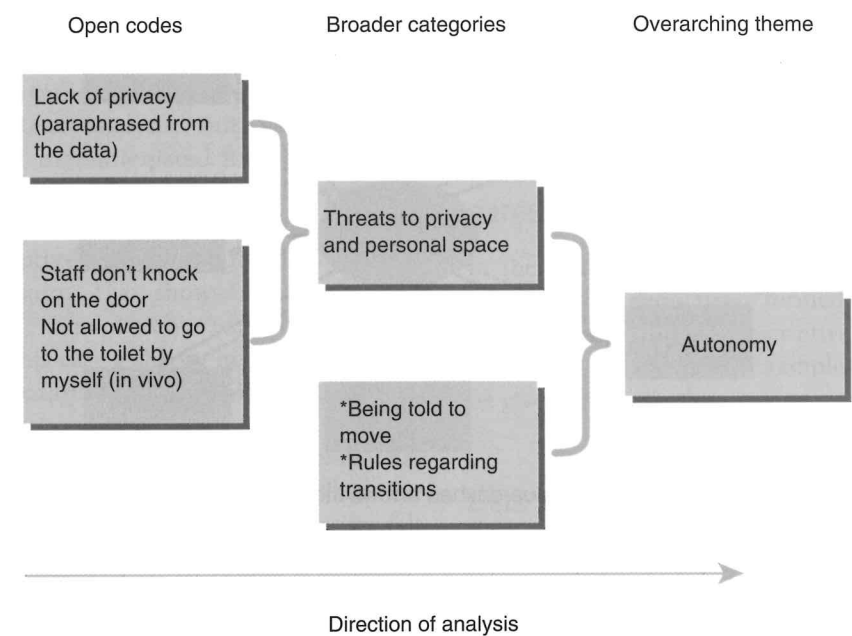 Open codes
Broader categories
Overarching theme
Lack of privacy
(paraphrased from
the data)
Staff don't knock
on the door
Not allowed to go
to the toilet by
myself (in vivo)
Threats to privacy
and personal space
*Being told to
move
*Rules regarding
transitions
Autonomy
Direction of analysis